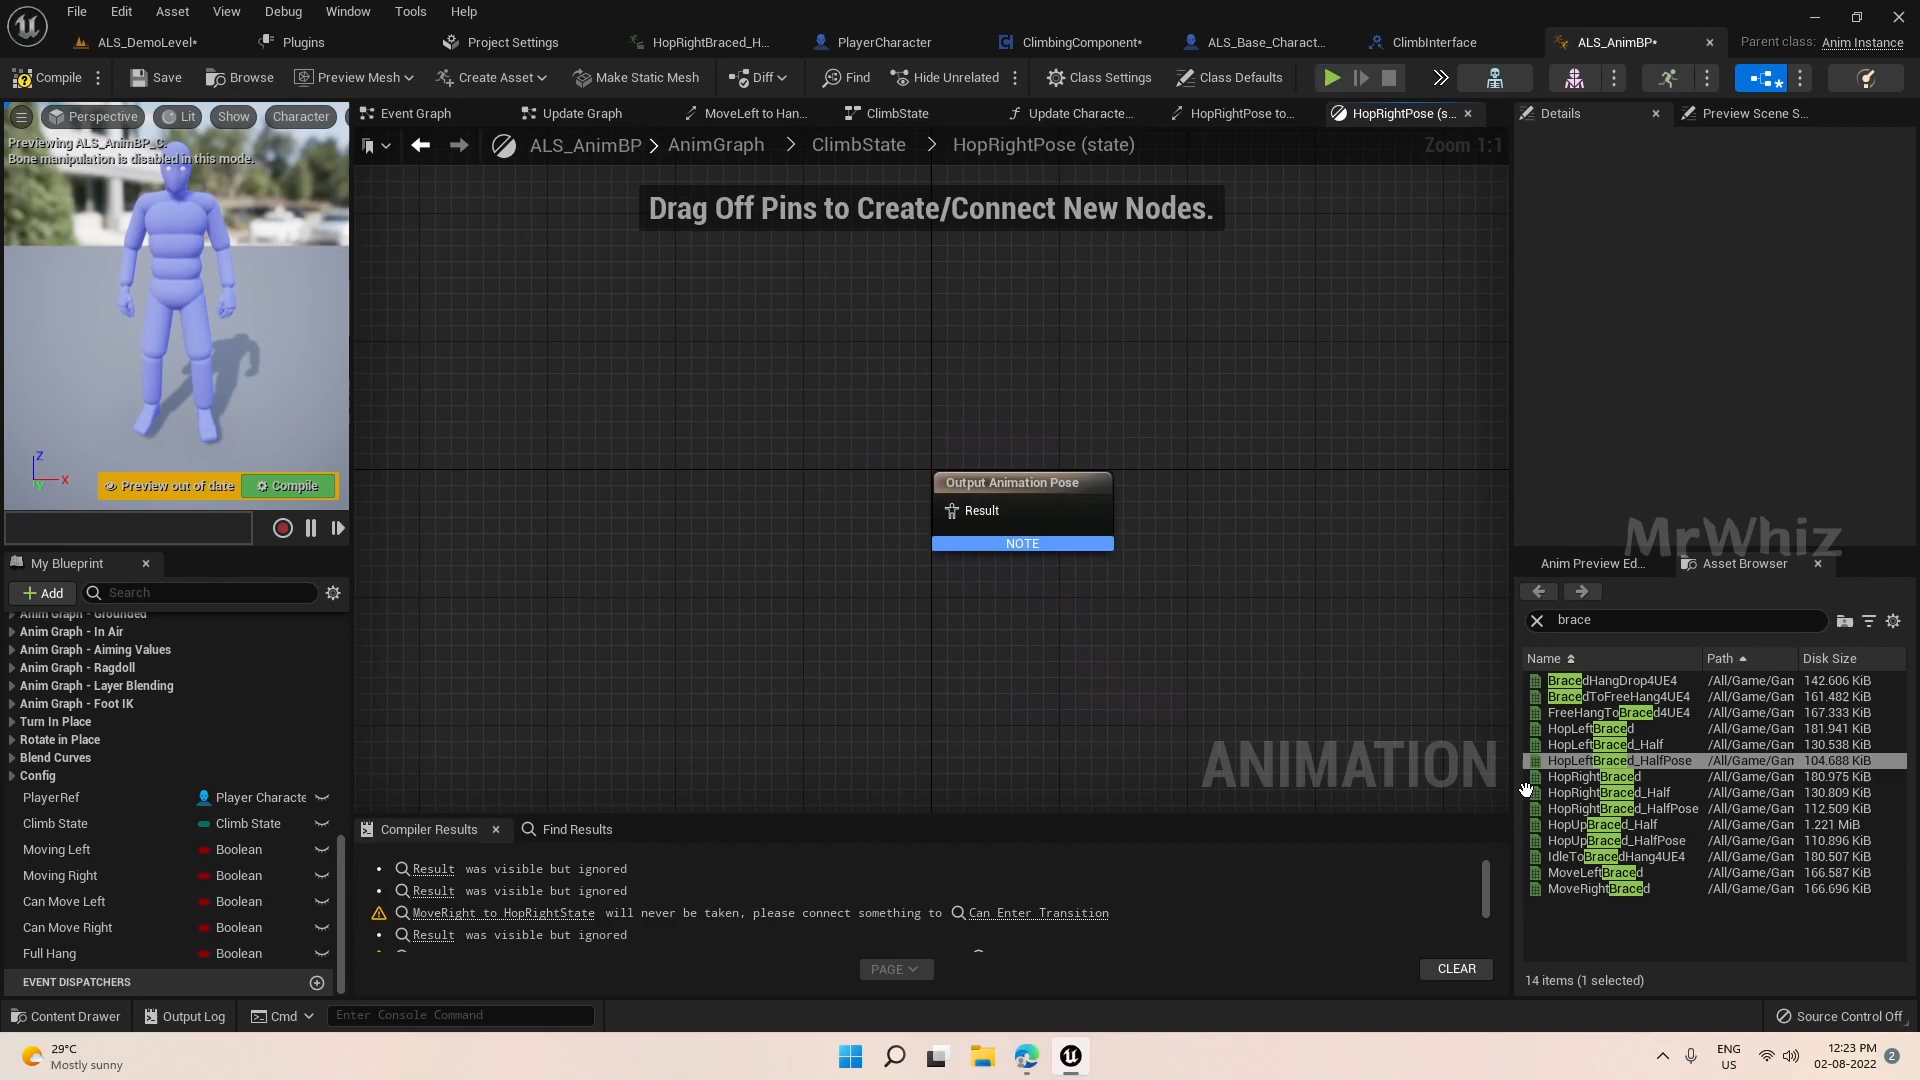 File Edit Asset View Debug Window Tools Help
ALS_DemoLevel* Plugins Project Settings HopRightBraced_H... PlayerCharacter ClimbingComponent* ALS_Base_Charact... ClimbInterface ALS_AnimBP* Parent class: Anim Instance
Compile Save Browse Preview Mesh Create Asset Make Static Mesh Diff Find Hide Unrelated Class Settings Class Defaults
Perspective Lit Show Character
Previewing ALS_AnimBP_C.
Bone manipulation is disabled in this mode.
Z
X
Y
Preview out of date Compile
Event Graph Update Graph MoveLeft to Han... ClimbState Update Characte... HopRightPose to... HopRightPose (s...
ALS_AnimBP > AnimGraph > ClimbState > HopRightPose (state) Zoom 1:1
Drag Off Pins to Create/Connect New Nodes.
Output Animation Pose
Result
NOTE
ANIMATION
Details Preview Scene S...
MrWhiz
My Blueprint
Add Search
Anim Graph - Grounded
Anim Graph - In Air
Anim Graph - Aiming Values
Anim Graph - Ragdoll
Anim Graph - Layer Blending
Anim Graph - Foot IK
Turn In Place
Rotate in Place
Blend Curves
Config
PlayerRef Player Characte
Climb State Climb State
Moving Left Boolean
Moving Right Boolean
Can Move Left Boolean
Can Move Right Boolean
Full Hang Boolean
EVENT DISPATCHERS
Compiler Results Find Results
Result was visible but ignored
Result was visible but ignored
MoveRight to HopRightState will never be taken, please connect something to Can Enter Transition
Result was visible but ignored
PAGE CLEAR
Anim Preview Ed... Asset Browser
brace
Name Path Disk Size
BracedHangDrop4UE4 /All/Game/Gan 142.606 KiB
BracedToFreeHang4UE4 /All/Game/Gan 161.482 KiB
FreeHangToBraced4UE4 /All/Game/Gan 167.333 KiB
HopLeftBraced /All/Game/Gan 181.941 KiB
HopLeftBraced_Half /All/Game/Gan 130.538 KiB
HopLeftBraced_HalfPose /All/Game/Gan 104.688 KiB
HopRightBraced /All/Game/Gan 180.975 KiB
HopRightBraced_Half /All/Game/Gan 130.809 KiB
HopRightBraced_HalfPose /All/Game/Gan 112.509 KiB
HopUpBraced_Half /All/Game/Gan 1.221 MiB
HopUpBraced_HalfPose /All/Game/Gan 110.896 KiB
IdleToBracedHang4UE4 /All/Game/Gan 180.507 KiB
MoveLeftBraced /All/Game/Gan 166.587 KiB
MoveRightBraced /All/Game/Gan 166.696 KiB
14 items (1 selected)
Content Drawer Output Log Cmd Enter Console Command Source Control Off
29°C
Mostly sunny
ENG
US
12:23 PM
02-08-2022
2